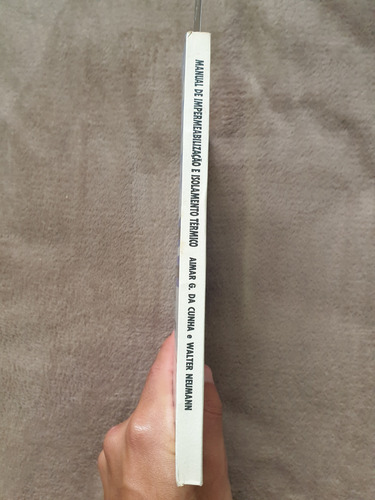 MANUAL DE IMPERMEABILIZAÇÃO E ISOLAMENTO TÉRMICO AIMAR G. DA CUNHA e WALTER NEUMANN